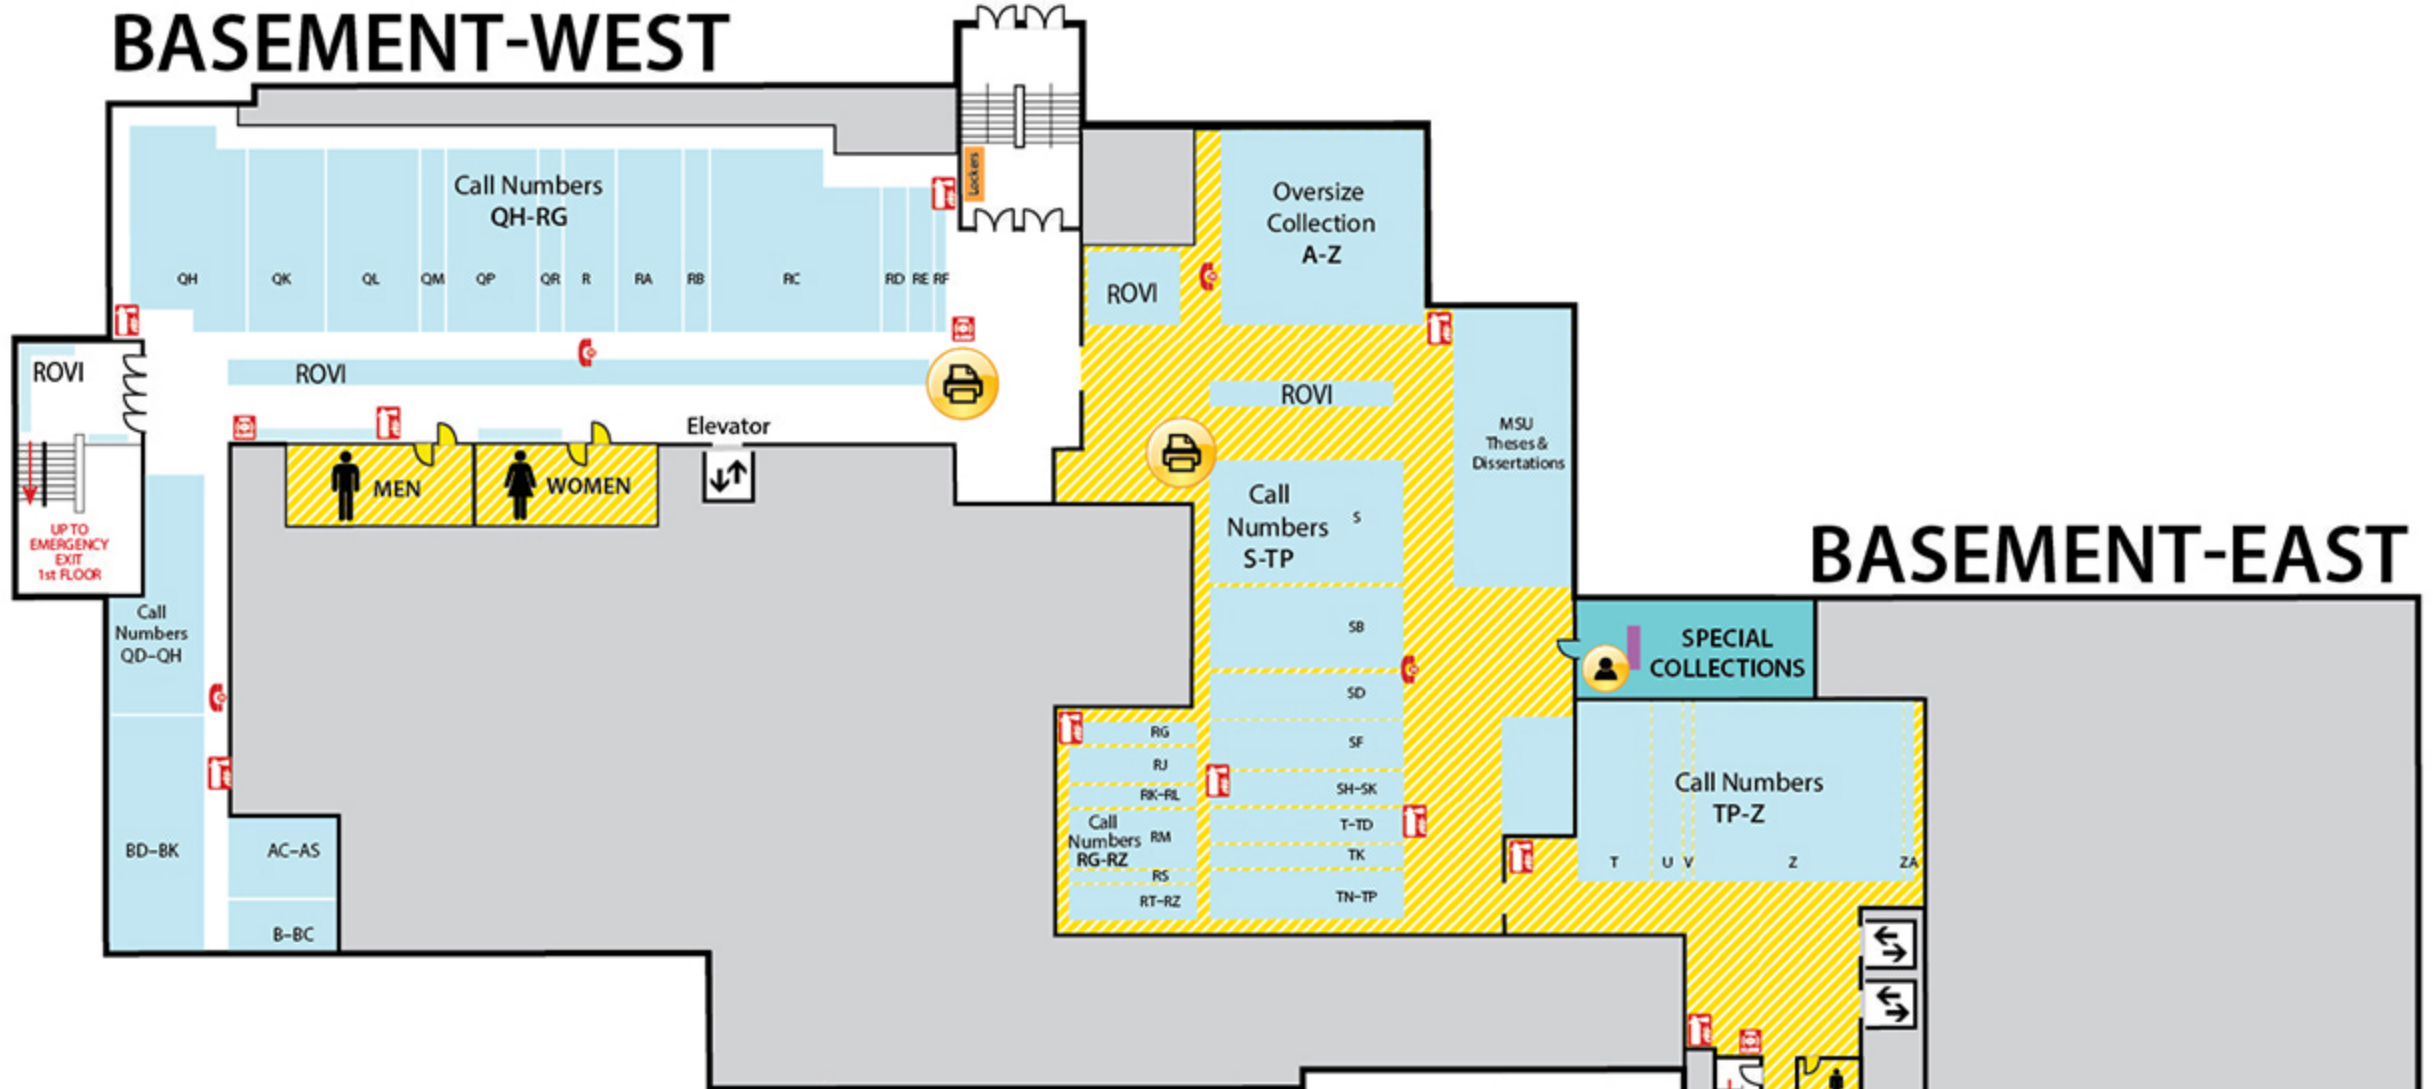 BASEMENT-WEST
Lockers
Call Numbers
QH-RG
QH
QK
QL
QM
QP
QR
R
RA
RB
RC
RD
RE
RF
ROVI
ROVI
Elevator
MEN
WOMEN
UP TO
EMERGENCY
EXIT
1st FLOOR
Call
Numbers
QD-QH
BD-BK
AC-AS
B-BC
Oversize
Collection
A-Z
ROVI
ROVI
MSU
Theses &
Dissertations
Call
Numbers
S-TP
S
SB
SD
SF
SH-SK
T-TD
TK
TN-TP
RG
RJ
RK-RL
Call
Numbers
RG-RZ
RM
RS
RT-RZ
BASEMENT-EAST
SPECIAL
COLLECTIONS
Call Numbers
TP-Z
T
U
V
Z
ZA